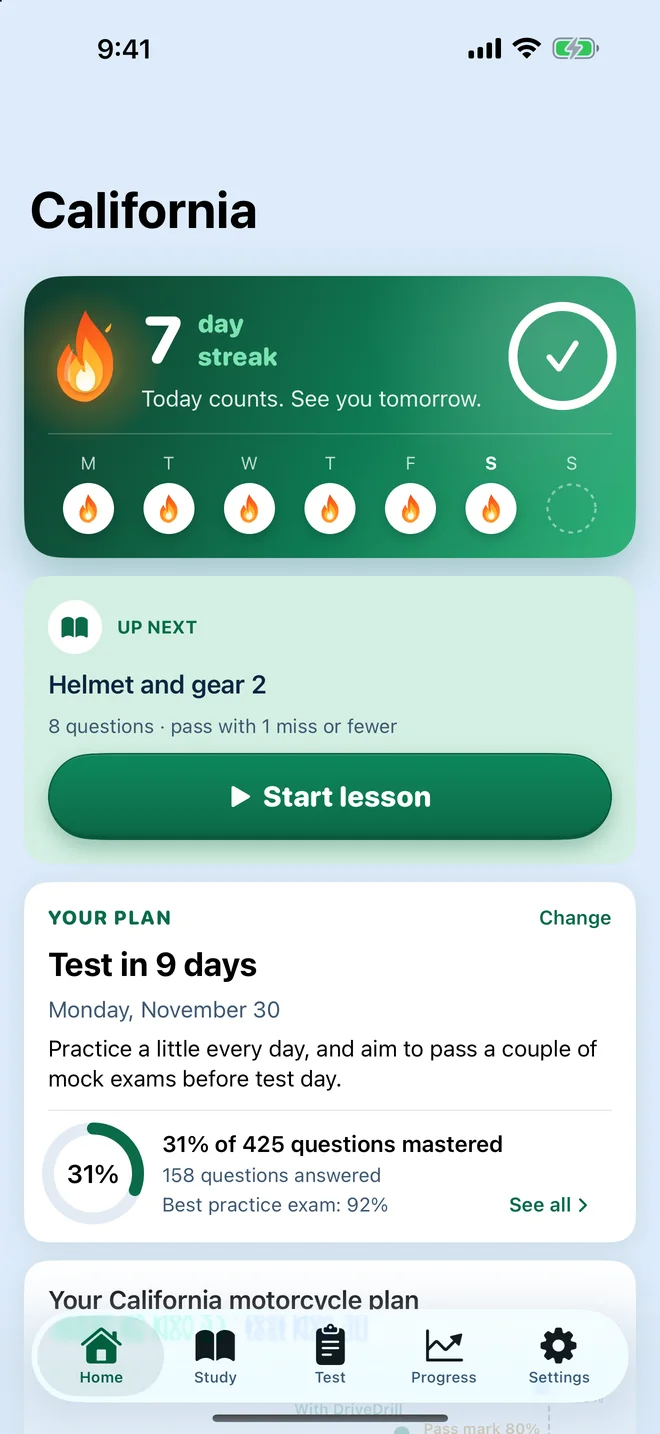 9:41
California
7 day
streak
Today counts. See you tomorrow.
M T W T F S S
UP NEXT
Helmet and gear 2
8 questions · pass with 1 miss or fewer
Start lesson
YOUR PLAN
Change
Test in 9 days
Monday, November 30
Practice a little every day, and aim to pass a couple of
mock exams before test day.
31%
31% of 425 questions mastered
158 questions answered
Best practice exam: 92%
See all
Your California motorcycle plan
Home Study Test Progress Settings
With DriveDrill
Pass mark 80%